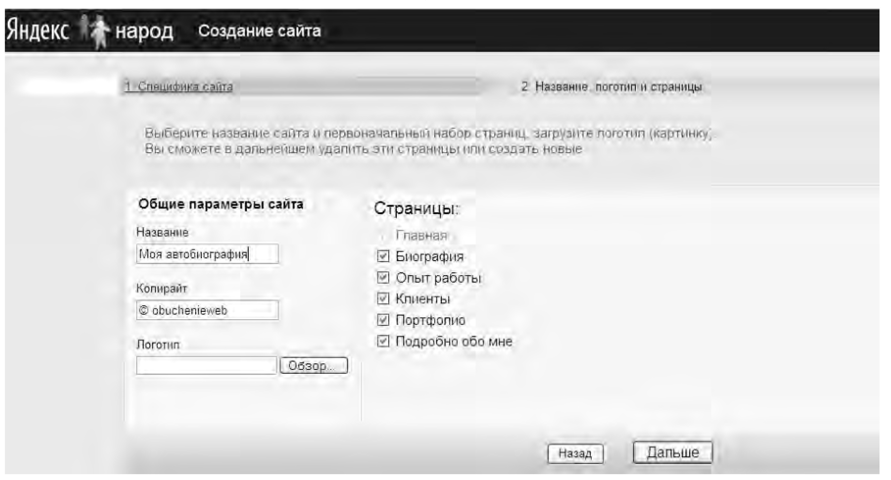 Яндекс народ Создание сайта
1. Специфика сайта 2. Название, логотип и страницы
Выберите название сайта и первоначальный набор страниц, загрузите логотип (картинку)
Вы сможете в дальнейшем удалить эти страницы или создать новые
Общие параметры сайта
Название
Моя автобиография
Копирайт
© obuchenieweb
Логотип
Обзор...
Страницы:
Главная
Биография
Опыт работы
Клиенты
Портфолио
Подробно обо мне
Назад Дальше